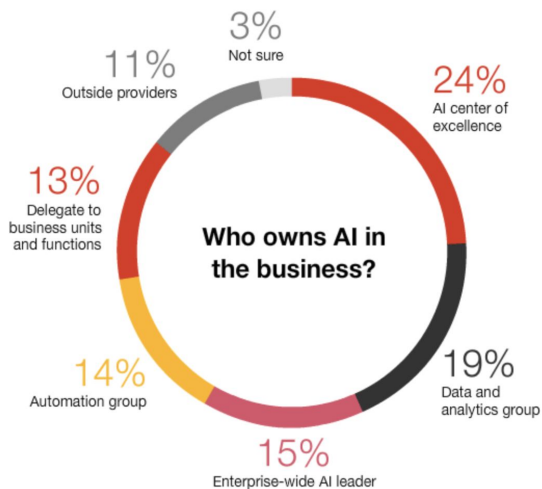 3%
Not sure
24%
AI center of
excellence
19%
Data and
analytics group
15%
Enterprise-wide AI leader
14%
Automation group
13%
Delegate to
business units
and functions
11%
Outside providers
Who owns AI in
the business?